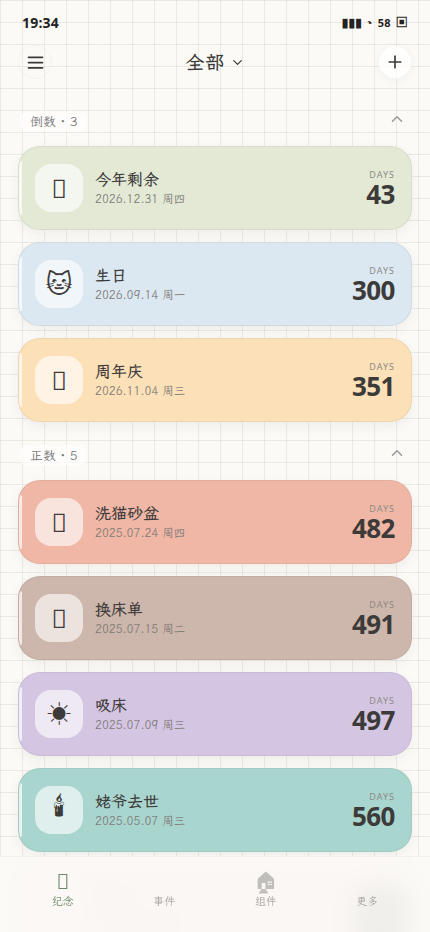 19:34
58
全部
倒数·3
今年剩余
2026.12.31 周四
DAYS
43
生日
2026.09.14 周一
DAYS
300
周年庆
2026.11.04 周三
DAYS
351
正数·5
洗猫砂盆
2025.07.24 周四
DAYS
482
换床单
2025.07.15 周二
DAYS
491
吸床
2025.07.09 周三
DAYS
497
姥爷去世
2025.05.07 周三
DAYS
560
纪念
事件
组件
更多